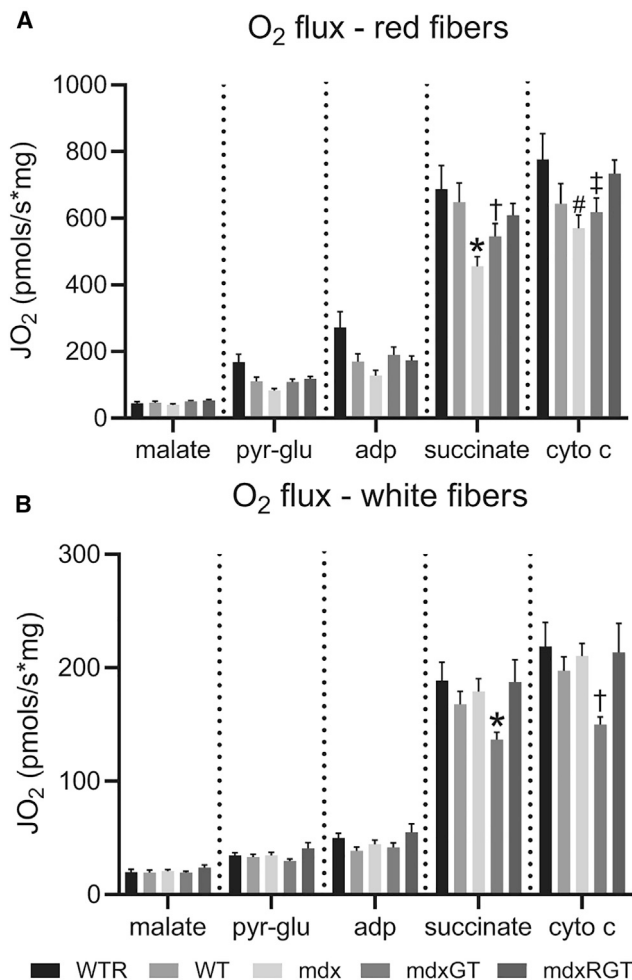 A
O₂ flux - red fibers
JO₂ (pmols/s*mg)
1000
800
600
400
200
0
* † # ‡
malate pyr-glu adp succinate cyto c
B
O₂ flux - white fibers
JO₂ (pmols/s*mg)
300
200
100
0
* †
malate pyr-glu adp succinate cyto c
WTR WT mdx mdxGT mdxRGT